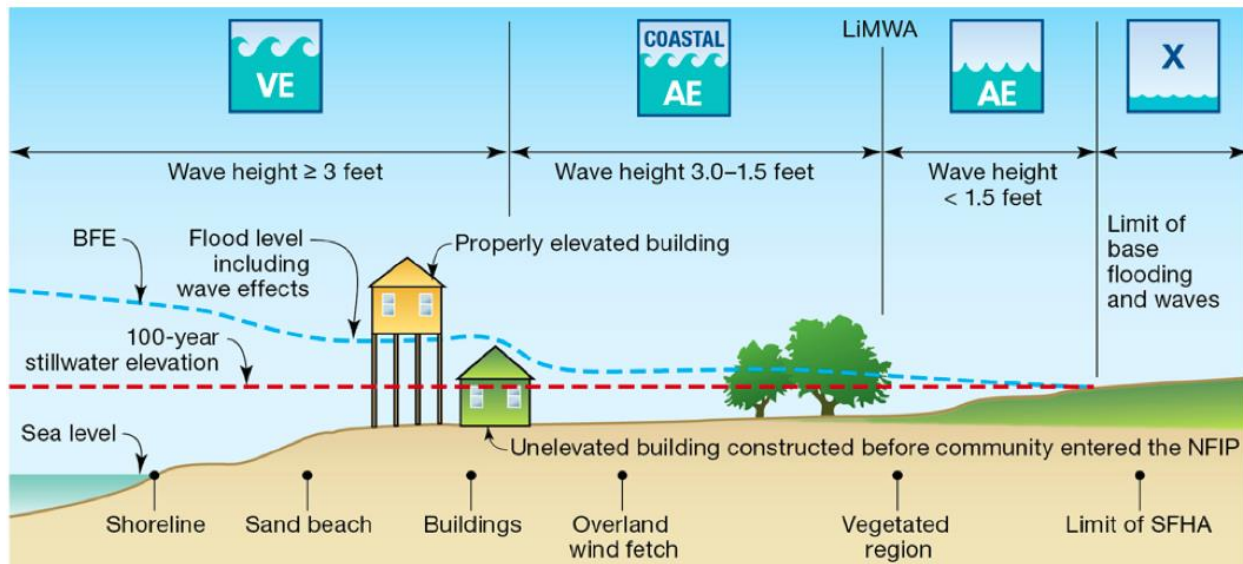 VE
COASTAL
AE
LiMWA
AE
X
Wave height ≥ 3 feet
Wave height 3.0–1.5 feet
Wave height
< 1.5 feet
BFE
Flood level
including
wave effects
Properly elevated building
Limit of
base
flooding
and waves
100-year
stillwater elevation
Sea level
Unelevated building constructed before community entered the NFIP
Shoreline
Sand beach
Buildings
Overland
wind fetch
Vegetated
region
Limit of SFHA